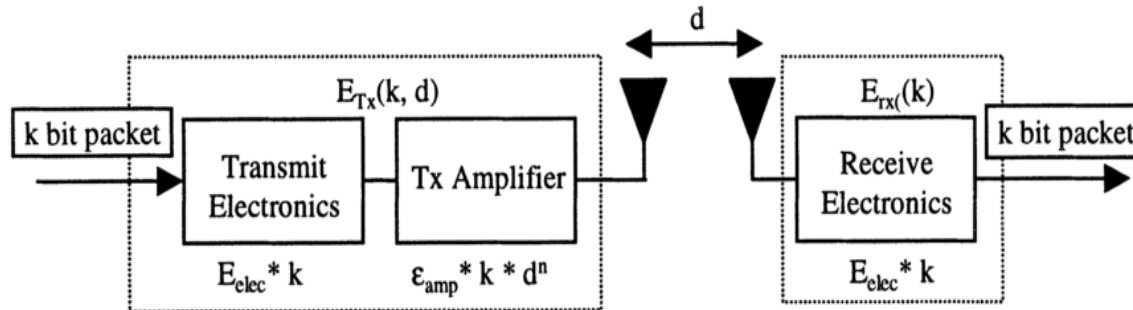 d
E_Tx(k, d)
E_rx((k)
k bit packet
k bit packet
Transmit
Electronics
Tx Amplifier
Receive
Electronics
E_elec * k
ε_amp * k * d^n
E_elec * k